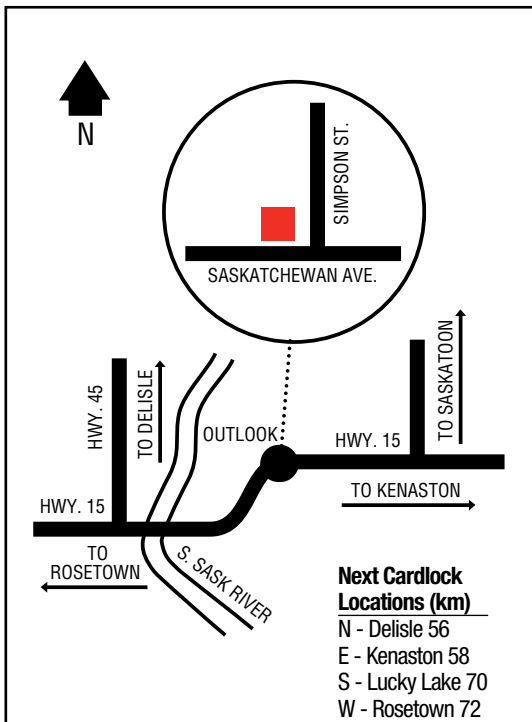 N
SIMPSON ST.
SASKATCHEWAN AVE.
HWY. 45
TO DELISLE
OUTLOOK
HWY. 15
TO SASKATOON
TO KENASTON
HWY. 15
TO
ROSETOWN
S. SASK RIVER
Next Cardlock
Locations (km)
N - Delisle 56
E - Kenaston 58
S - Lucky Lake 70
W - Rosetown 72